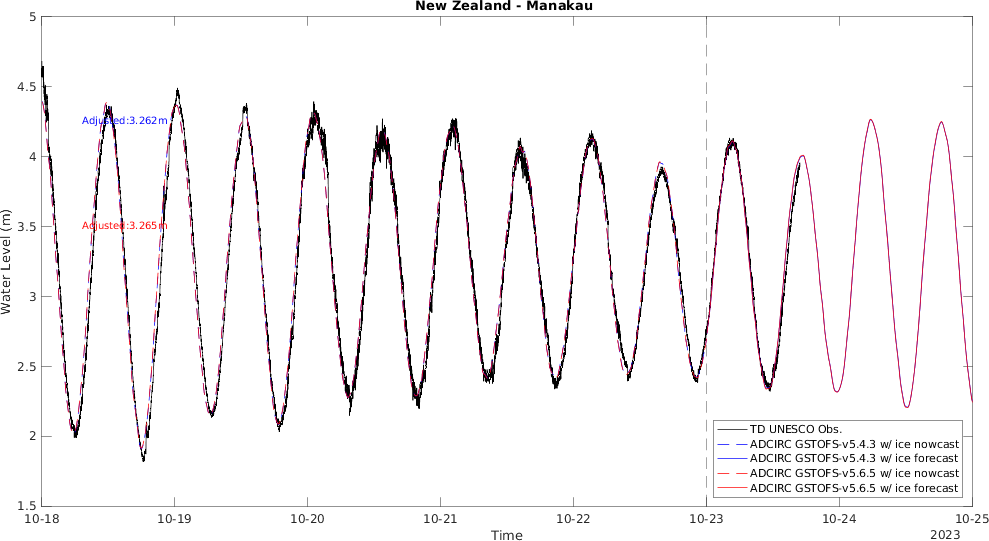 New Zealand - Manakau
5
4.5
4
3.5
3
2.5
2
1.5
Water Level (m)
Adjusted:3.262m
Adjusted:3.265m
TD UNESCO Obs.
ADCIRC GSTOFS-v5.4.3 w/ ice nowcast
ADCIRC GSTOFS-v5.4.3 w/ ice forecast
ADCIRC GSTOFS-v5.6.5 w/ ice nowcast
ADCIRC GSTOFS-v5.6.5 w/ ice forecast
10-18 10-19 10-20 10-21 10-22 10-23 10-24 10-25
Time
2023